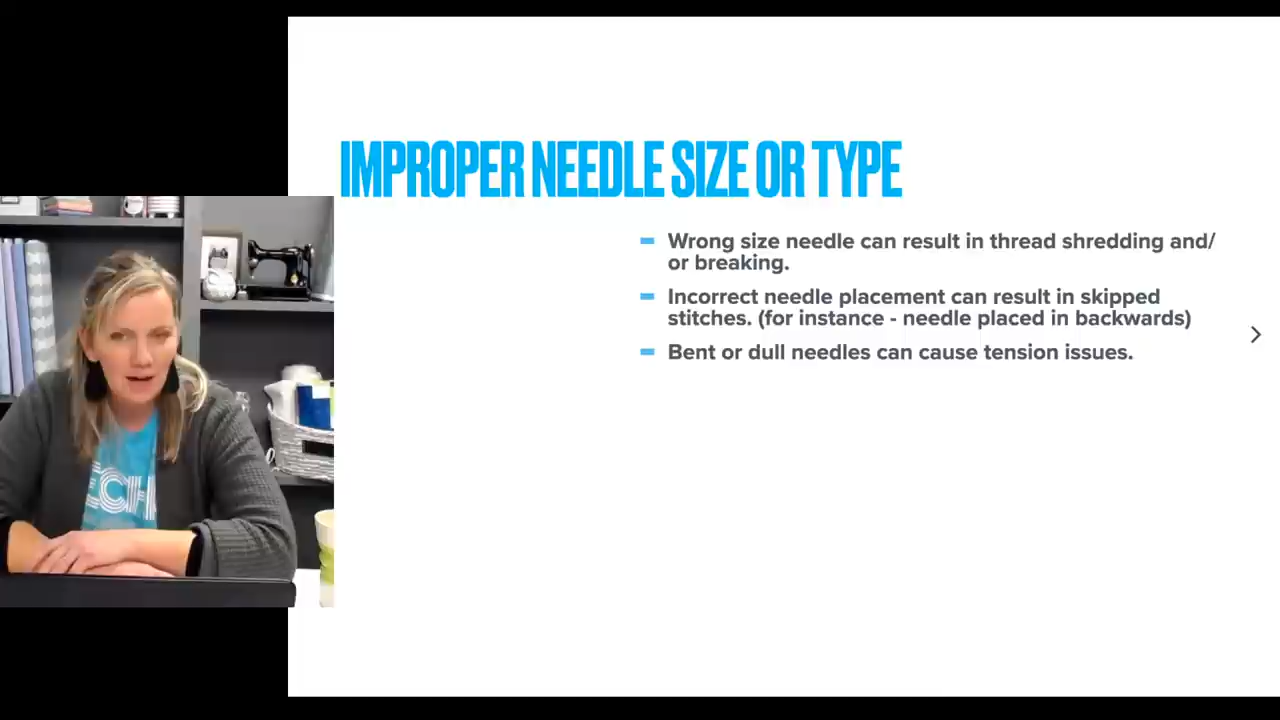 IMPROPER NEEDLE SIZE OR TYPE
Wrong size needle can result in thread shredding and/
or breaking.
Incorrect needle placement can result in skipped
stitches. (for instance - needle placed in backwards)
Bent or dull needles can cause tension issues.
ECH